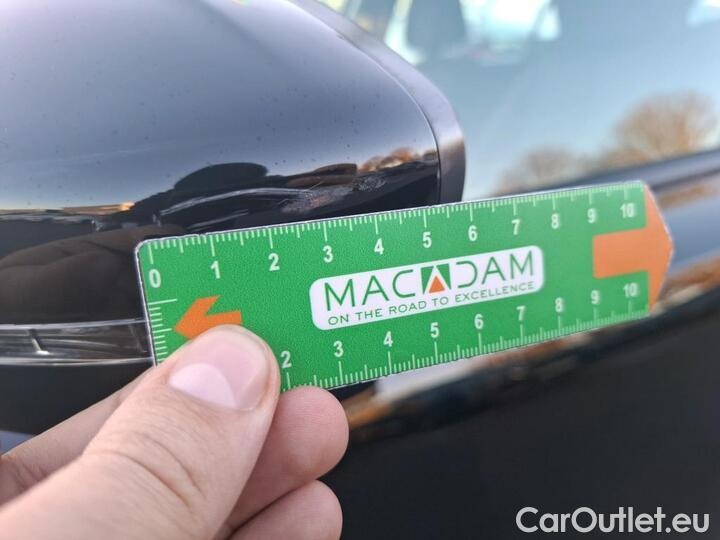 0 1 2 3 4 5 6 7 8 9 10
MACADAM
ON THE ROAD TO EXCELLENCE
2 3 4 5 6 7 8 9 10
CarOutlet.eu